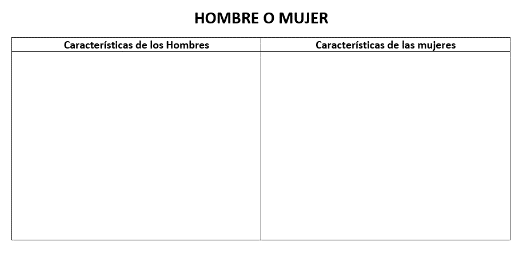 HOMBRE O MUJER
Características de los Hombres
Características de las mujeres